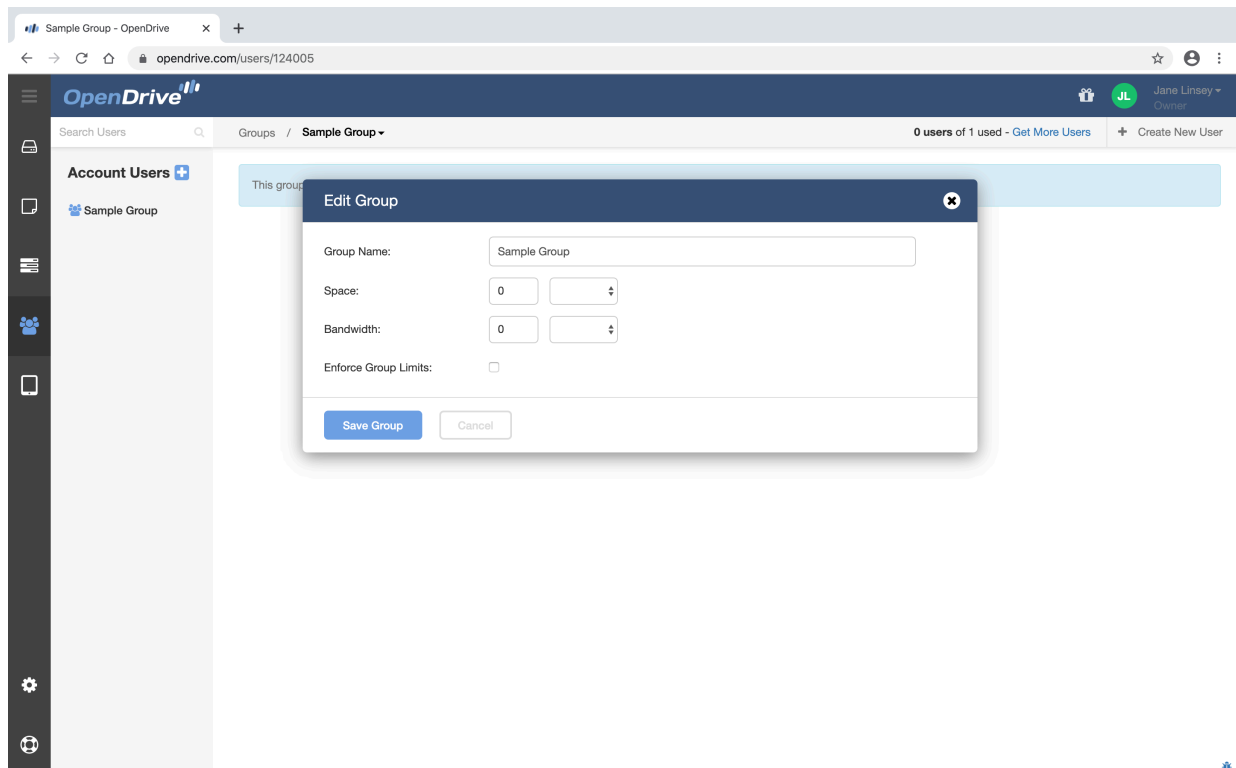 Sample Group - OpenDrive
opendrive.com/users/124005
OpenDrive
JL
Jane Linsey
Owner
Search Users
Groups / Sample Group
0 users of 1 used - Get More Users
Create New User
Account Users
Sample Group
This group
Edit Group
Group Name:
Sample Group
Space:
0
Bandwidth:
0
Enforce Group Limits:
Save Group
Cancel